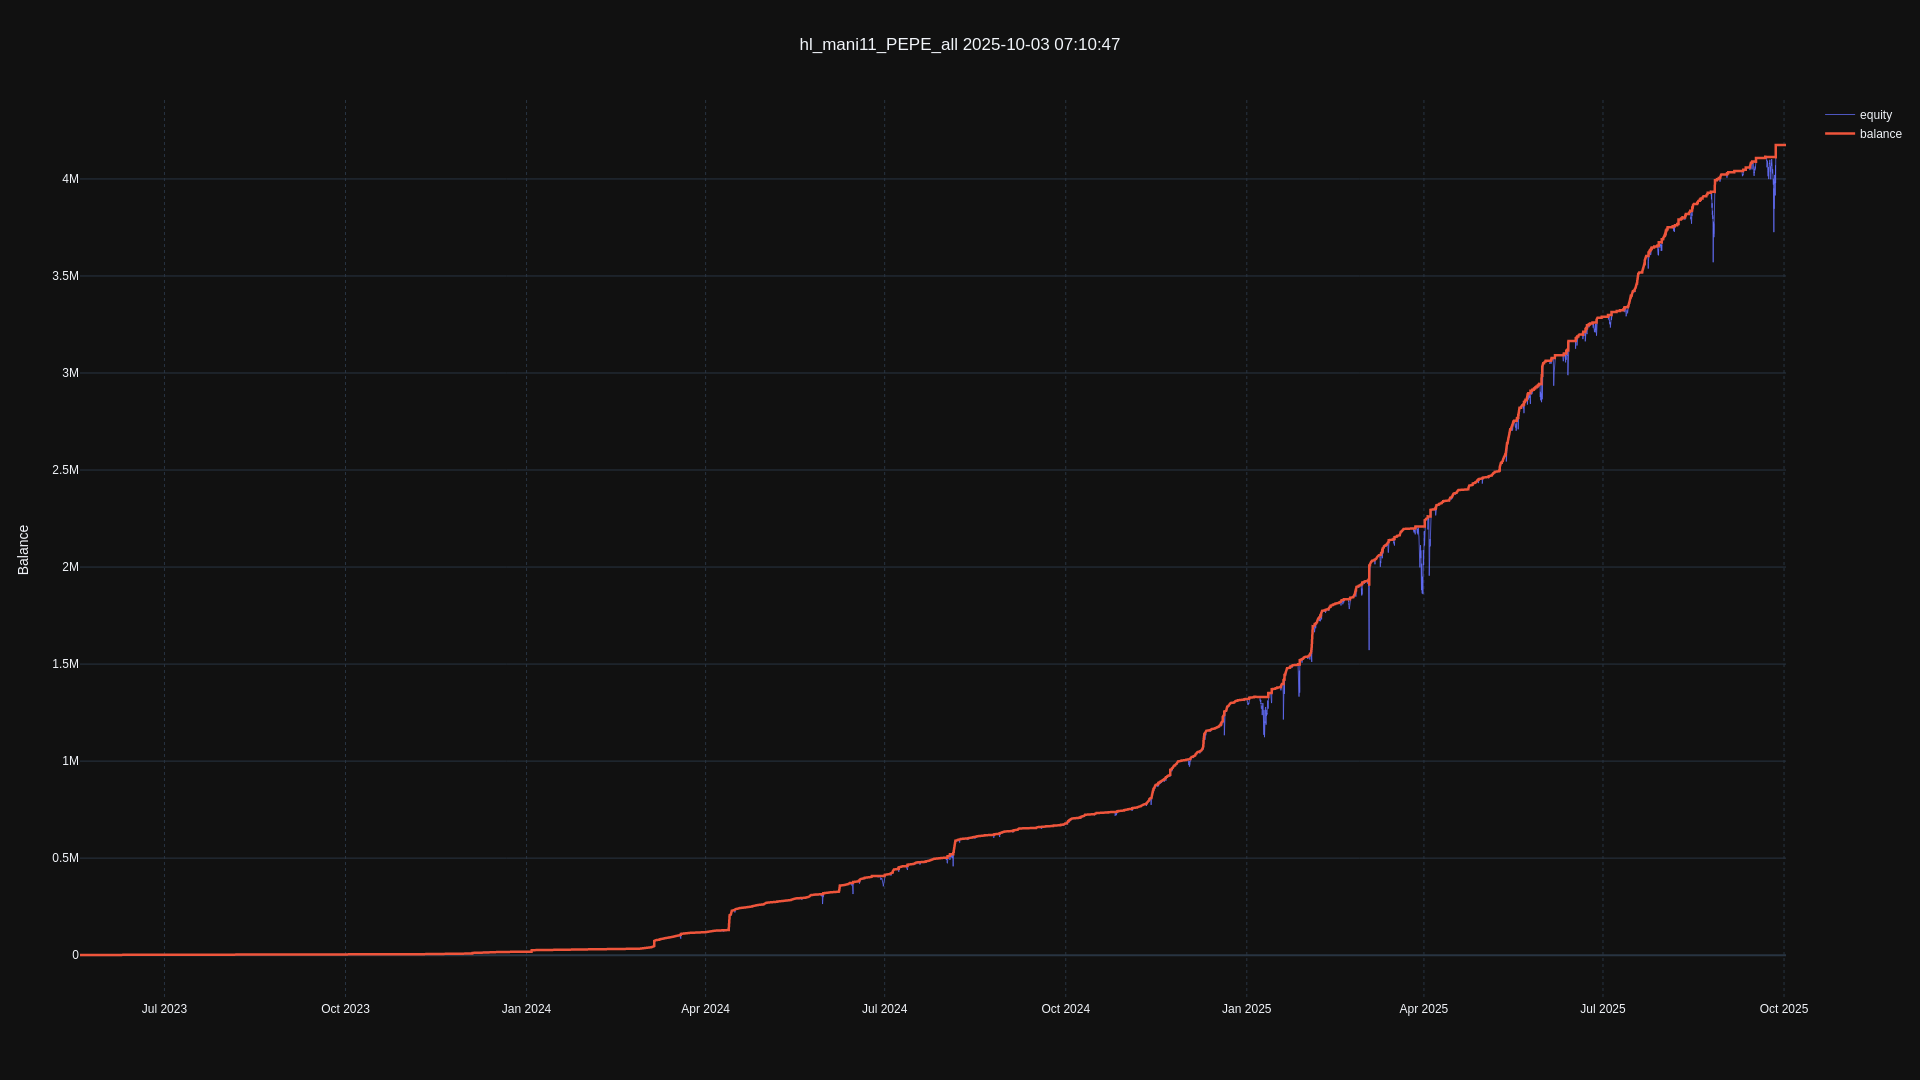 hl_mani11_PEPE_all 2025-10-03 07:10:47
equity
balance
Balance
4M
3.5M
3M
2.5M
2M
1.5M
1M
0.5M
0
Jul 2023
Oct 2023
Jan 2024
Apr 2024
Jul 2024
Oct 2024
Jan 2025
Apr 2025
Jul 2025
Oct 2025